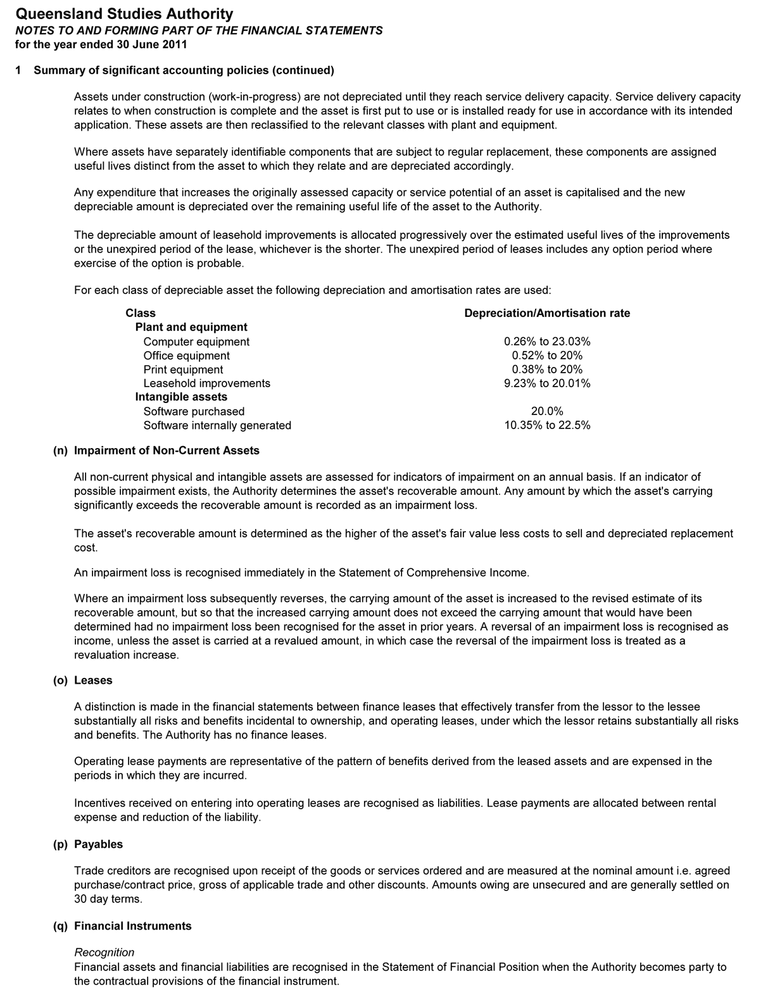 Queensland Studies Authority
NOTES TO AND FORMING PART OF THE FINANCIAL STATEMENTS
for the year ended 30 June 2011
1 Summary of significant accounting policies (continued)
Assets under construction (work-in-progress) are not depreciated until they reach service delivery capacity. Service delivery capacity
relates to when construction is complete and the asset is first put to use or is installed ready for use in accordance with its intended
application. These assets are then reclassified to the relevant classes with plant and equipment.
Where assets have separately identifiable components that are subject to regular replacement, these components are assigned
useful lives distinct from the asset to which they relate and are depreciated accordingly.
Any expenditure that increases the originally assessed capacity or service potential of an asset is capitalised and the new
depreciable amount is depreciated over the remaining useful life of the asset to the Authority.
The depreciable amount of leasehold improvements is allocated progressively over the estimated useful lives of the improvements
or the unexpired period of the lease, whichever is the shorter. The unexpired period of leases includes any option period where
exercise of the option is probable.
For each class of depreciable asset the following depreciation and amortisation rates are used:
Class Depreciation/Amortisation rate
Plant and equipment
Computer equipment 0.26% to 23.03%
Office equipment 0.52% to 20%
Print equipment 0.38% to 20%
Leasehold improvements 9.23% to 20.01%
Intangible assets
Software purchased 20.0%
Software internally generated 10.35% to 22.5%
(n) Impairment of Non-Current Assets
All non-current physical and intangible assets are assessed for indicators of impairment on an annual basis. If an indicator of
possible impairment exists, the Authority determines the asset's recoverable amount. Any amount by which the asset's carrying
significantly exceeds the recoverable amount is recorded as an impairment loss.
The asset's recoverable amount is determined as the higher of the asset's fair value less costs to sell and depreciated replacement
cost.
An impairment loss is recognised immediately in the Statement of Comprehensive Income.
Where an impairment loss subsequently reverses, the carrying amount of the asset is increased to the revised estimate of its
recoverable amount, but so that the increased carrying amount does not exceed the carrying amount that would have been
determined had no impairment loss been recognised for the asset in prior years. A reversal of an impairment loss is recognised as
income, unless the asset is carried at a revalued amount, in which case the reversal of the impairment loss is treated as a
revaluation increase.
(o) Leases
A distinction is made in the financial statements between finance leases that effectively transfer from the lessor to the lessee
substantially all risks and benefits incidental to ownership, and operating leases, under which the lessor retains substantially all risks
and benefits. The Authority has no finance leases.
Operating lease payments are representative of the pattern of benefits derived from the leased assets and are expensed in the
periods in which they are incurred.
Incentives received on entering into operating leases are recognised as liabilities. Lease payments are allocated between rental
expense and reduction of the liability.
(p) Payables
Trade creditors are recognised upon receipt of the goods or services ordered and are measured at the nominal amount i.e. agreed
purchase/contract price, gross of applicable trade and other discounts. Amounts owing are unsecured and are generally settled on
30 day terms.
(q) Financial Instruments
Recognition
Financial assets and financial liabilities are recognised in the Statement of Financial Position when the Authority becomes party to
the contractual provisions of the financial instrument.